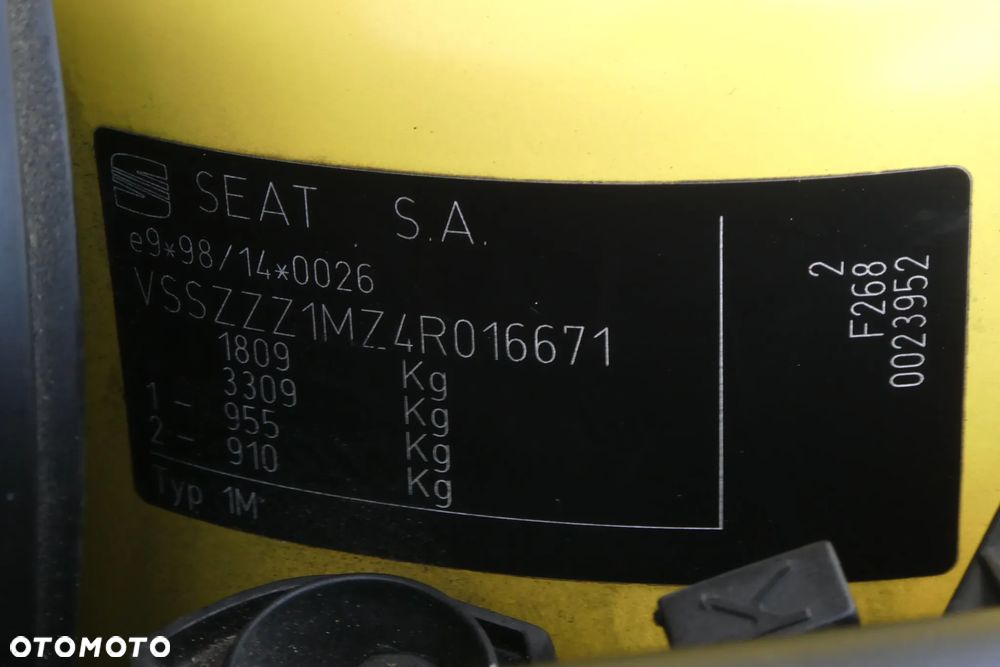 SEAT S.A.
e9*98/14*0026
VSSZZZ1MZ4R016671
1809 Kg
3309 Kg
1- 955 Kg
2- 910 Kg
Typ 1M
2
F268
0023952
OTOMOTO